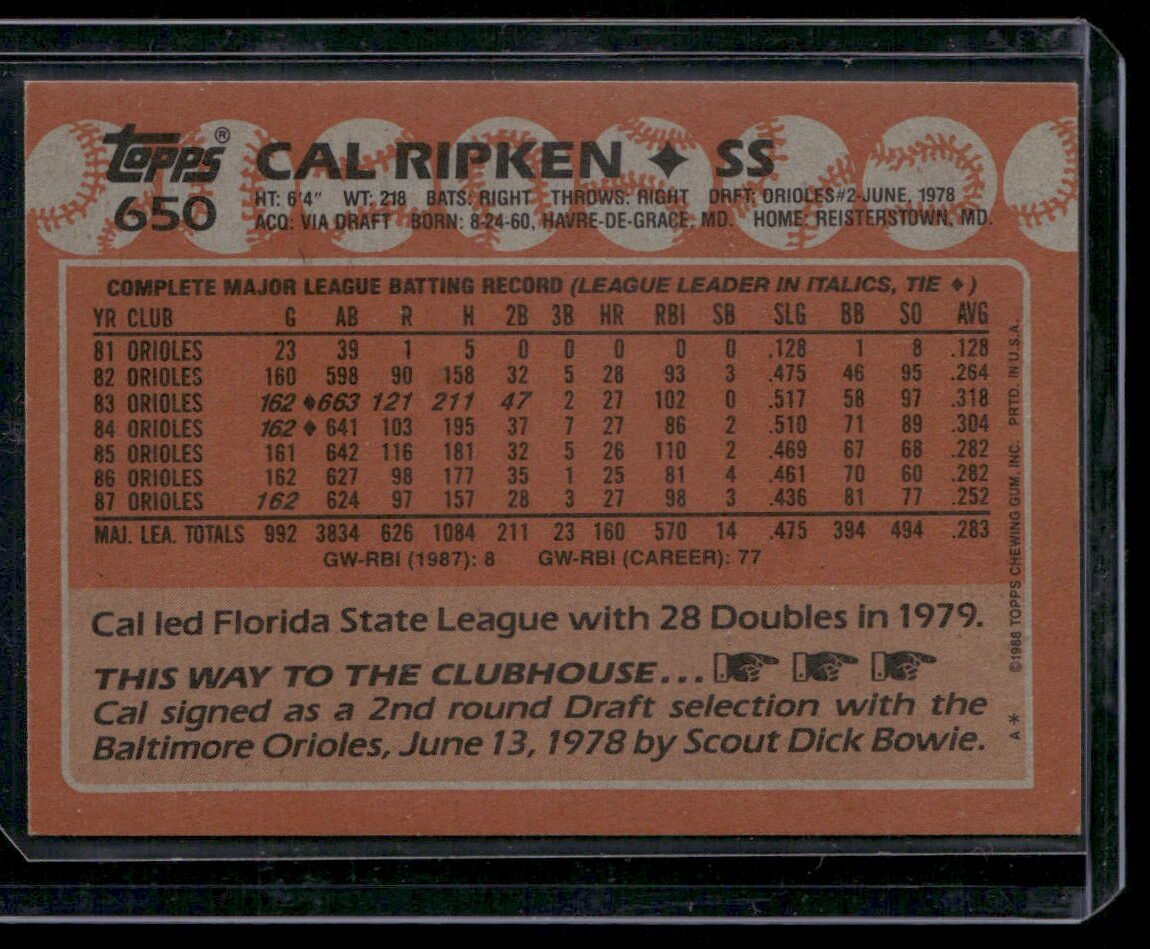 topps® CAL RIPKEN ✦ SS
650 HT: 6'4" WT: 218 BATS: RIGHT THROWS: RIGHT DRFT: ORIOLES#2-JUNE, 1978
ACQ: VIA DRAFT BORN: 8-24-60, HAVRE-DE-GRACE, MD. HOME: REISTERSTOWN, MD.
COMPLETE MAJOR LEAGUE BATTING RECORD (LEAGUE LEADER IN ITALICS, TIE ♦)
YR CLUB G AB R H 2B 3B HR RBI SB SLG BB SO AVG
81 ORIOLES 23 39 1 5 0 0 0 0 0 .128 1 8 .128
82 ORIOLES 160 598 90 158 32 5 28 93 3 .475 46 95 .264
83 ORIOLES 162 ♦663 121 211 47 2 27 102 0 .517 58 97 .318
84 ORIOLES 162 ♦ 641 103 195 37 7 27 86 2 .510 71 89 .304
85 ORIOLES 161 642 116 181 32 5 26 110 2 .469 67 68 .282
86 ORIOLES 162 627 98 177 35 1 25 81 4 .461 70 60 .282
87 ORIOLES 162 624 97 157 28 3 27 98 3 .436 81 77 .252
MAJ. LEA. TOTALS 992 3834 626 1084 211 23 160 570 14 .475 394 494 .283
GW-RBI (1987): 8 GW-RBI (CAREER): 77
Cal led Florida State League with 28 Doubles in 1979.
THIS WAY TO THE CLUBHOUSE...
Cal signed as a 2nd round Draft selection with the
Baltimore Orioles, June 13, 1978 by Scout Dick Bowie.
A* ©1988 TOPPS CHEWING GUM, INC. PRTD. IN U.S.A.